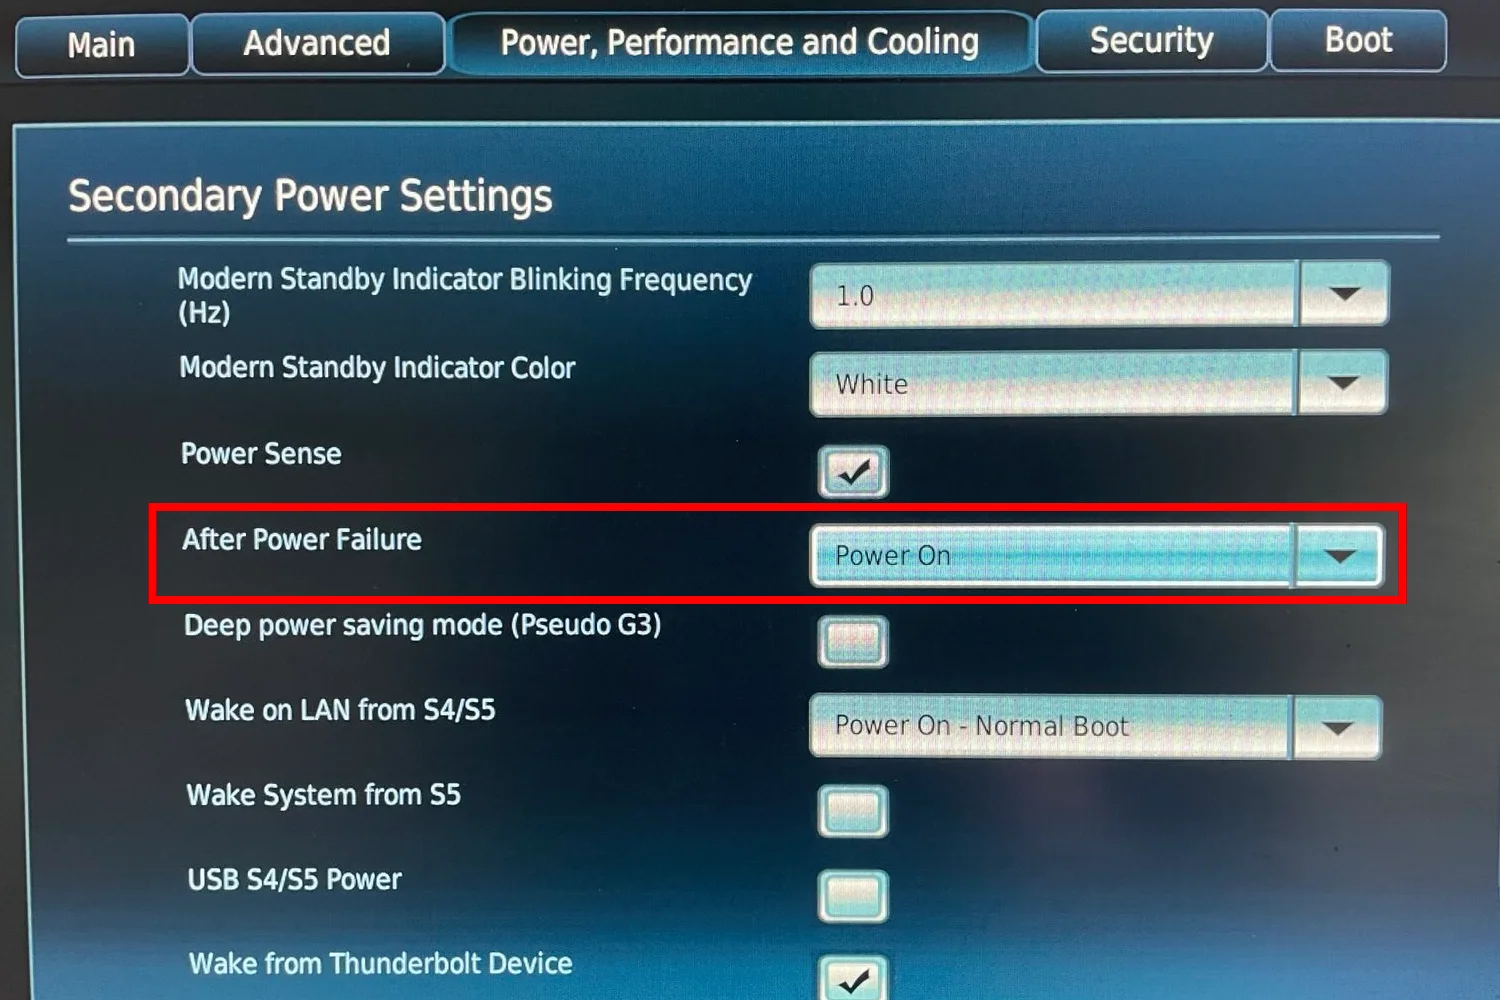 Main
Advanced
Power, Performance and Cooling
Security
Boot
Secondary Power Settings
Modern Standby Indicator Blinking Frequency
(Hz)
1.0
Modern Standby Indicator Color
White
Power Sense
After Power Failure
Power On
Deep power saving mode (Pseudo G3)
Wake on LAN from S4/S5
Power On - Normal Boot
Wake System from S5
USB S4/S5 Power
Wake from Thunderbolt Device